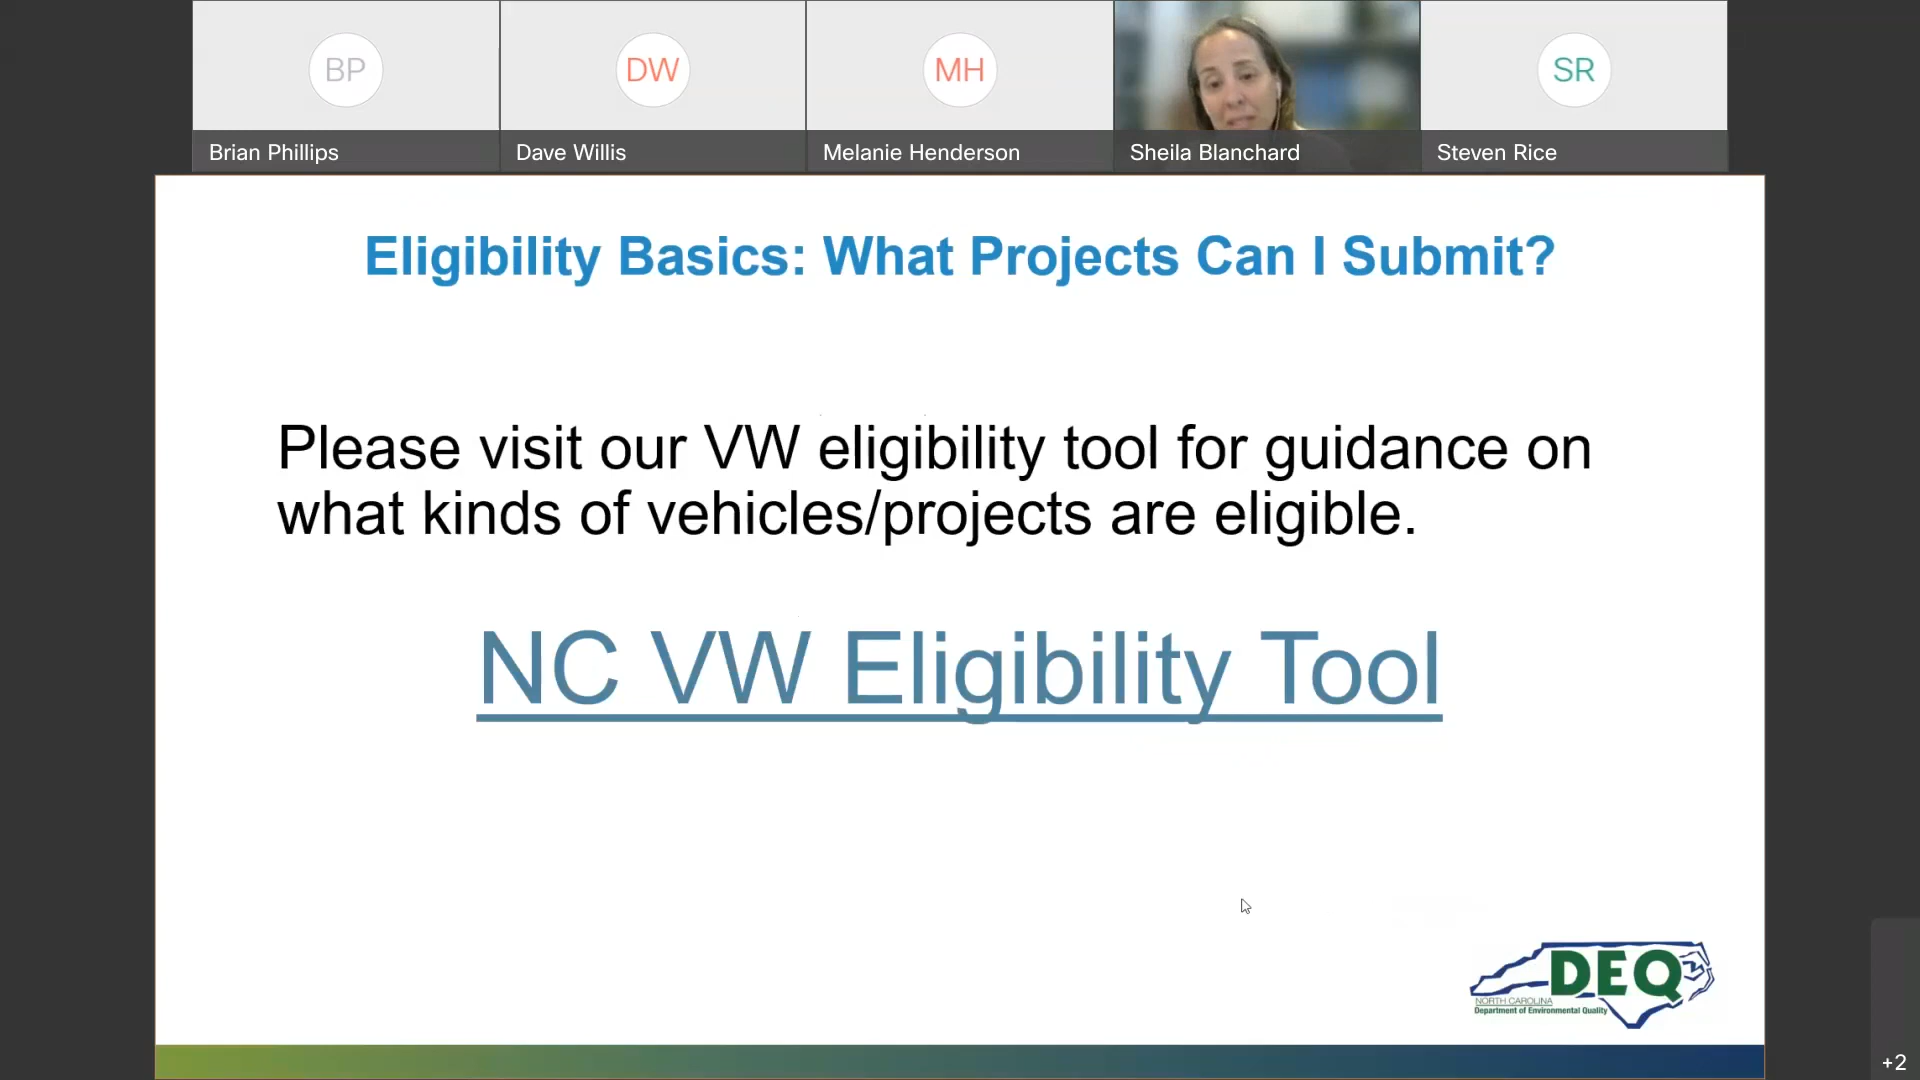 BP
DW
MH
SR
Brian Phillips
Dave Willis
Melanie Henderson
Sheila Blanchard
Steven Rice
Eligibility Basics: What Projects Can I Submit?
Please visit our VW eligibility tool for guidance on
what kinds of vehicles/projects are eligible.
NC VW Eligibility Tool
DEQ
NORTH CAROLINA
Department of Environmental Quality
+2